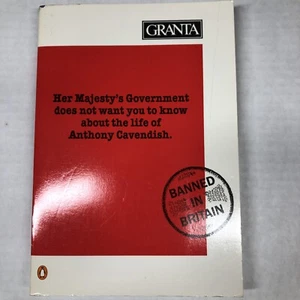 GRANTA
Her Majesty's Government
does not want you to know
about the life of
Anthony Cavendish.
BANNED
IN
BRITAIN